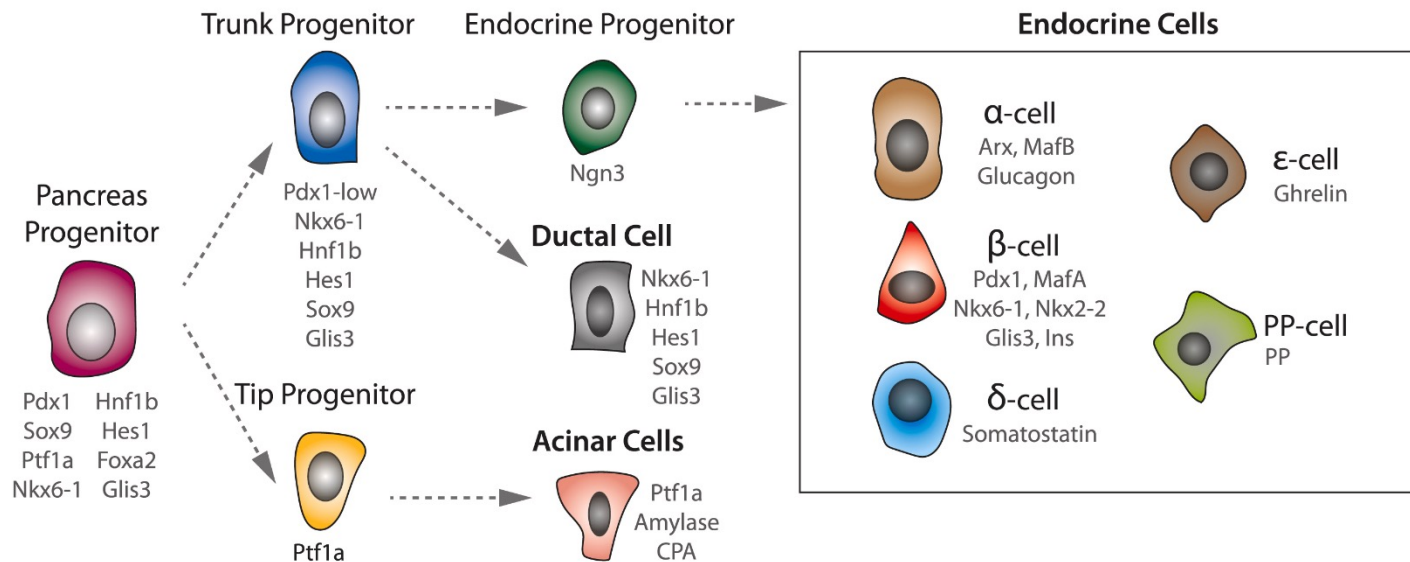 Trunk Progenitor
Endocrine Progenitor
Endocrine Cells
Pancreas
Progenitor
Pdx1 Hnf1b
Sox9 Hes1
Ptf1a Foxa2
Nkx6-1 Glis3
Pdx1-low
Nkx6-1
Hnf1b
Hes1
Sox9
Glis3
Tip Progenitor
Ptf1a
Ngn3
Ductal Cell
Nkx6-1
Hnf1b
Hes1
Sox9
Glis3
Acinar Cells
Ptf1a
Amylase
CPA
α-cell
Arx, MafB
Glucagon
β-cell
Pdx1, MafA
Nkx6-1, Nkx2-2
Glis3, Ins
δ-cell
Somatostatin
ε-cell
Ghrelin
PP-cell
PP